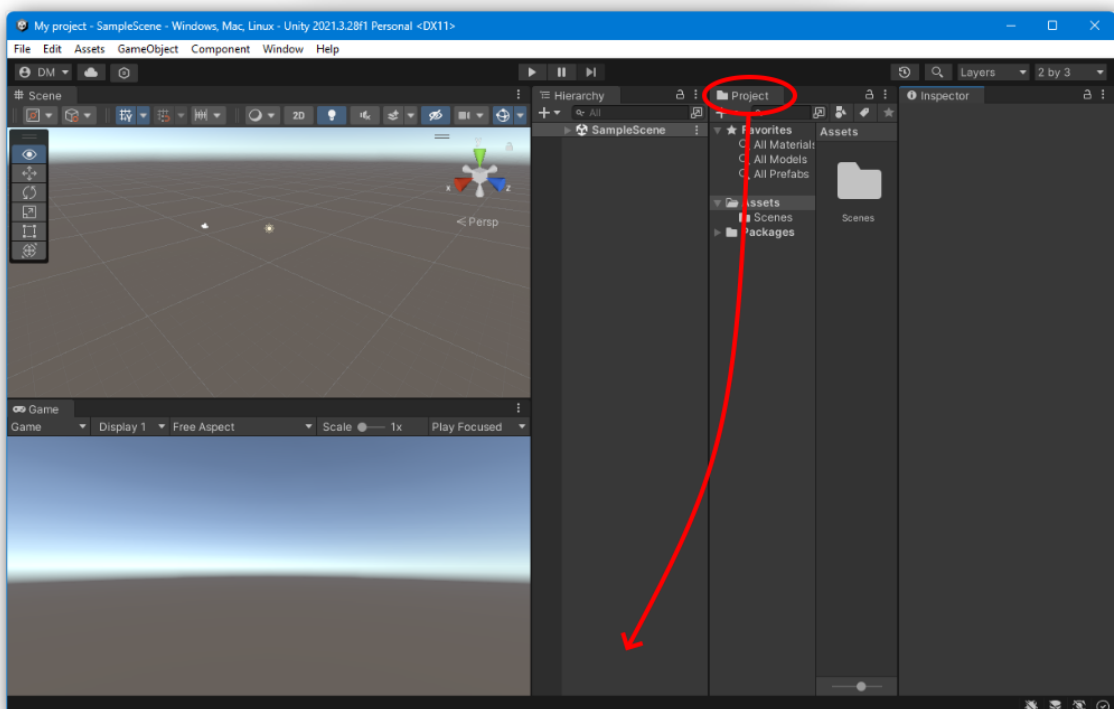 My project - SampleScene - Windows, Mac, Linux - Unity 2021.3.28f1 Personal <DX11>
File Edit Assets GameObject Component Window Help
DM Layers 2 by 3
Scene
2D
x z
Persp
Game
Game Display 1 Free Aspect Scale 1x Play Focused
Hierarchy
All
SampleScene
Project
Favorites
All Materials
All Models
All Prefabs
Assets
Scenes
Packages
Assets
Scenes
Inspector